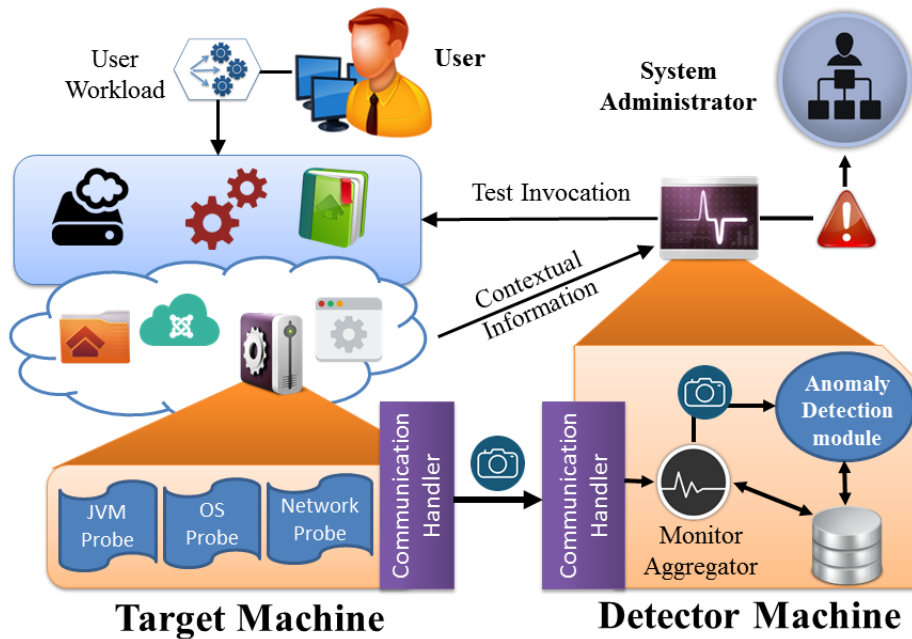 User
Workload
User
System
Administrator
Test Invocation
Contextual
Information
Anomaly
Detection
module
JVM
Probe
OS
Probe
Network
Probe
Communication
Handler
Communication
Handler
Monitor
Aggregator
Target Machine
Detector Machine